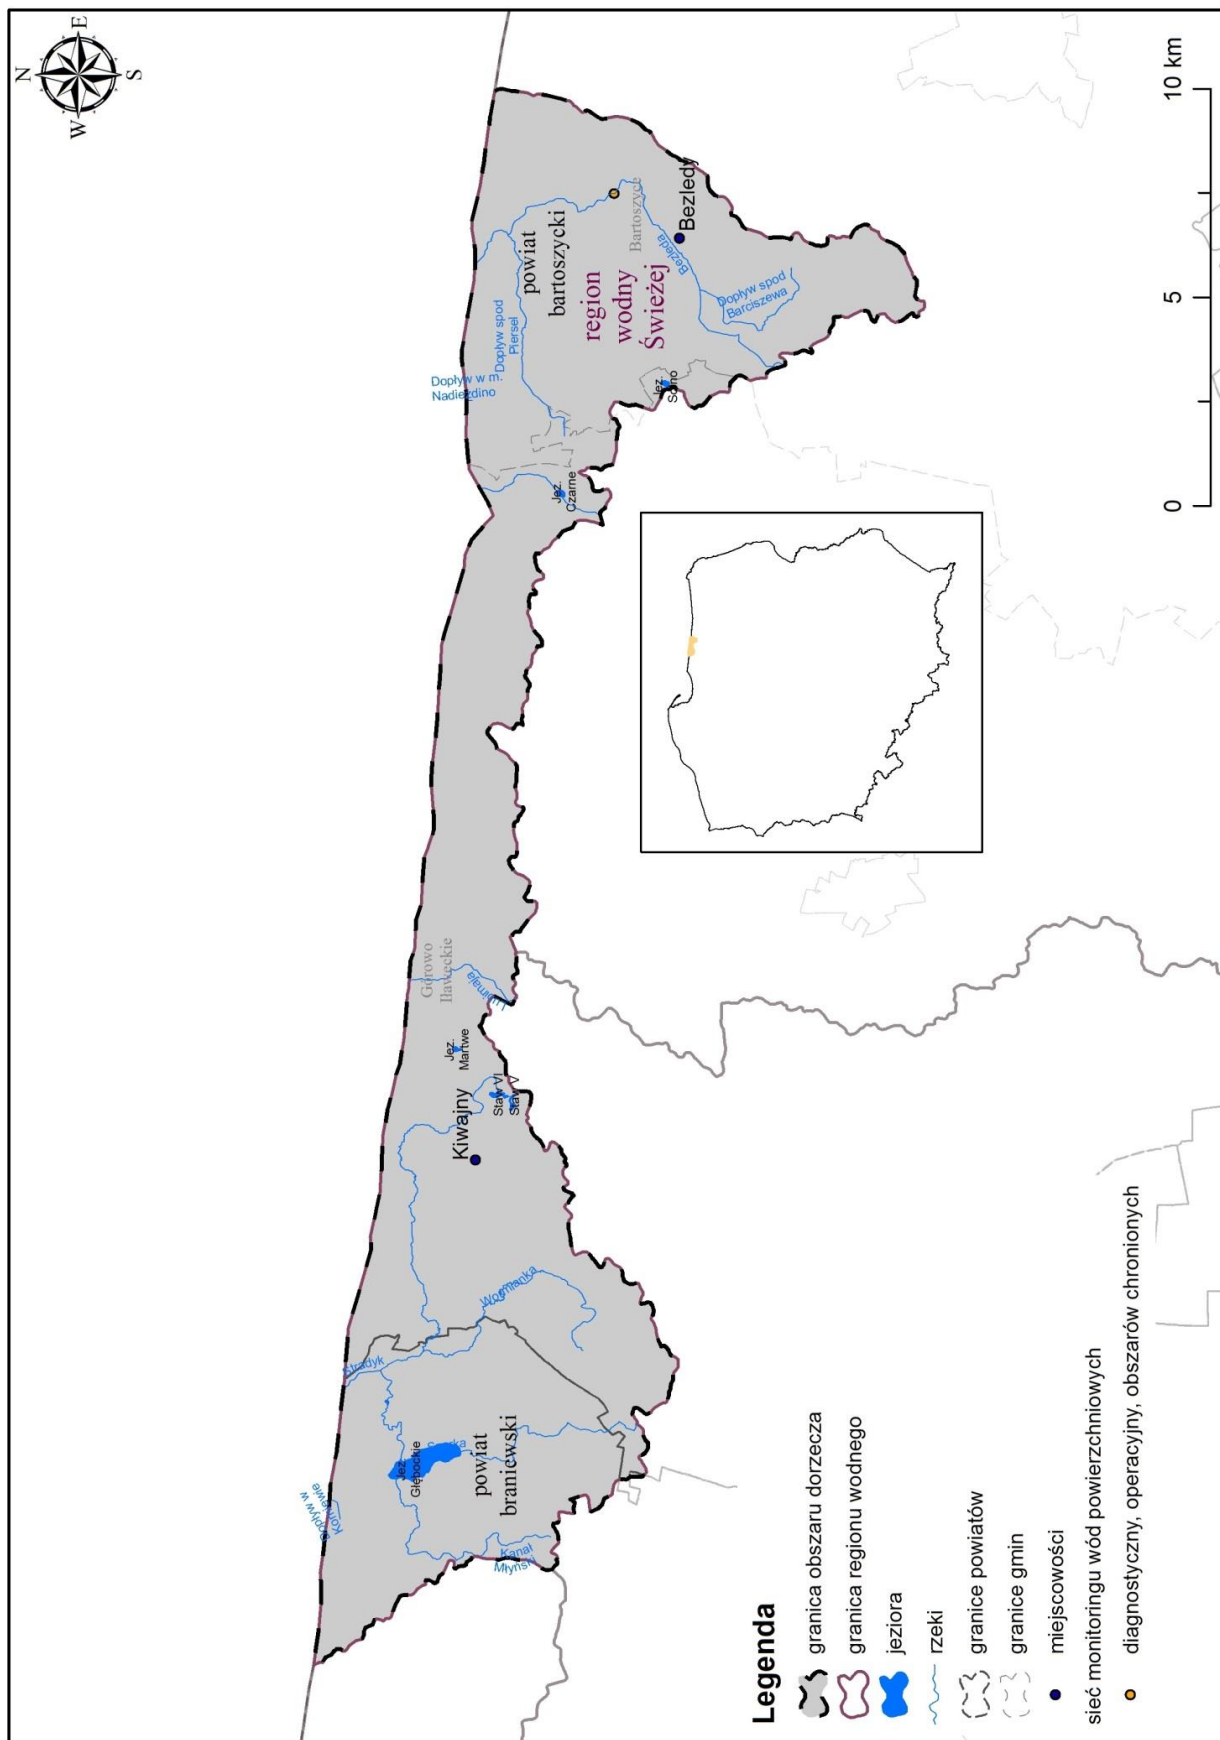 N
E
S
W
Dopływ w
Korniewie
Jez.
Głębockie
powiat
braniewski
Kanał
Młyński
Stradyk
Wojmianka
Kiwajny
Staw VI
Staw V
Jez.
Martwe
Górowo
Iławeckie
Jez.
Czarne
Dopływ w m.
Nadieżdino
Dopływ spod
Piersel
powiat
bartoszycki
region
wodny
Świeżej
Bartoszyce
Bezleda
Bezledy
Dopływ spod
Barciszewa
Jez.
0
5
10 km
Legenda
granica obszaru dorzecza
granica regionu wodnego
jeziora
rzeki
granice powiatów
granice gmin
miejscowości
sieć monitoringu wód powierzchniowych
diagnostyczny, operacyjny, obszarów chronionych